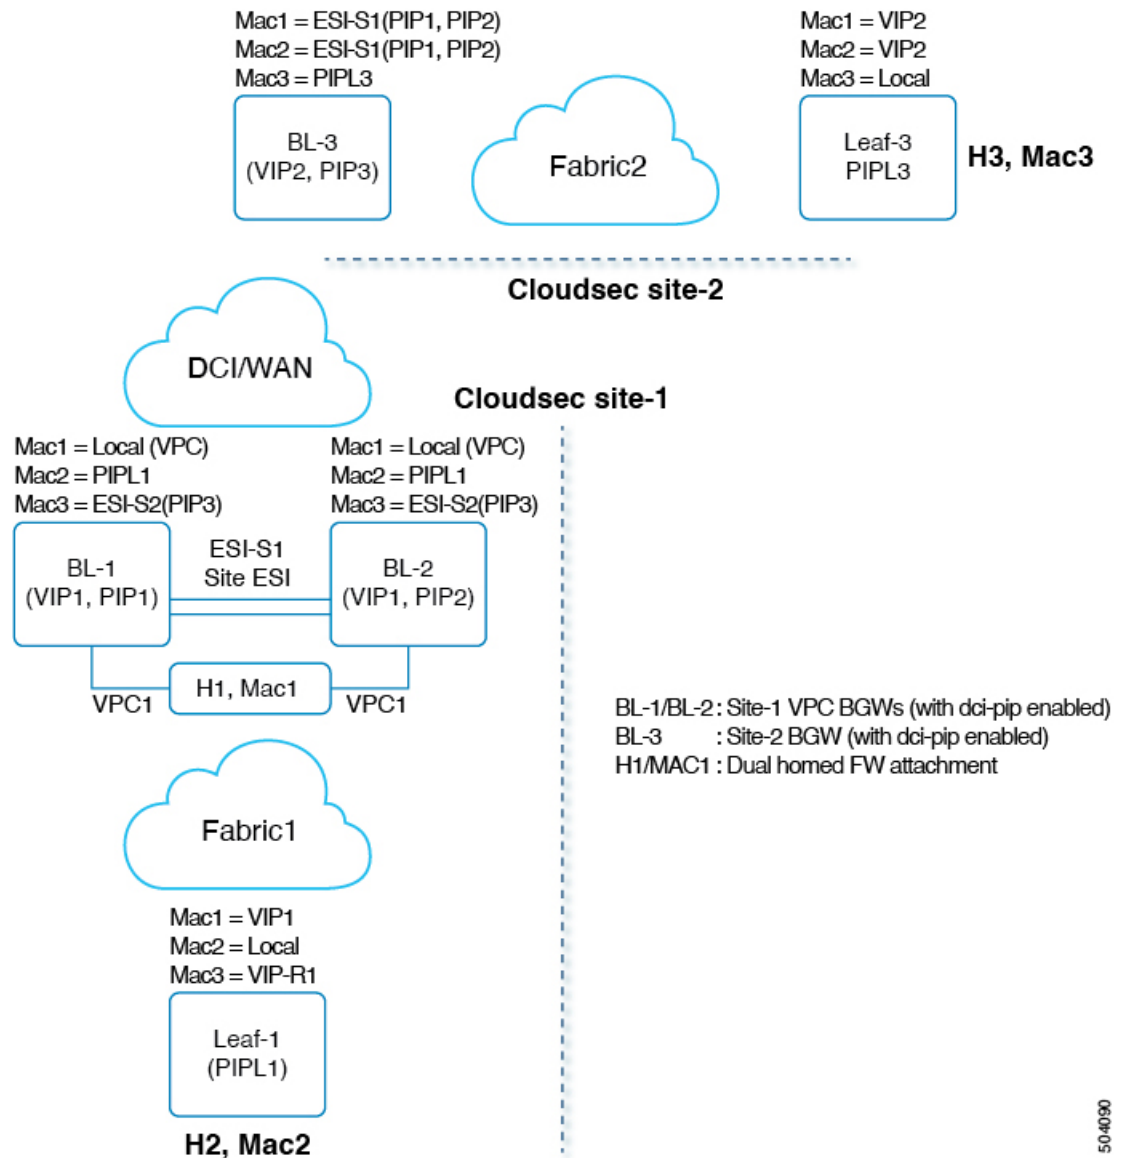 Mac1 = ESI-S1(PIP1, PIP2)
Mac2 = ESI-S1(PIP1, PIP2)
Mac3 = PIPL3
BL-3
(VIP2, PIP3)
Fabric2
Mac1 = VIP2
Mac2 = VIP2
Mac3 = Local
Leaf-3
PIPL3
H3, Mac3
Cloudsec site-2
DCI/WAN
Cloudsec site-1
Mac1 = Local (VPC)
Mac2 = PIPL1
Mac3 = ESI-S2(PIP3)
BL-1
(VIP1, PIP1)
ESI-S1
Site ESI
Mac1 = Local (VPC)
Mac2 = PIPL1
Mac3 = ESI-S2(PIP3)
BL-2
(VIP1, PIP2)
VPC1
H1, Mac1
VPC1
BL-1/BL-2 : Site-1 VPC BGWs (with dci-pip enabled)
BL-3 : Site-2 BGW (with dci-pip enabled)
H1/MAC1 : Dual homed FW attachment
Fabric1
Mac1 = VIP1
Mac2 = Local
Mac3 = VIP-R1
Leaf-1
(PIPL1)
H2, Mac2
504090